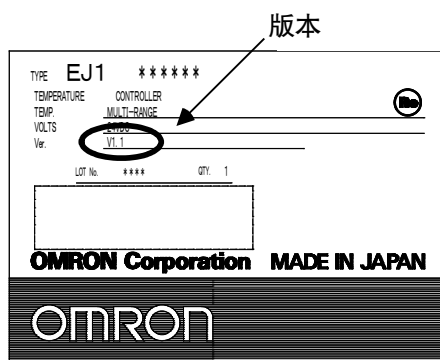 版本
TYPE EJ1 ******
TEMPERATURE CONTROLLER
TEMP. MULTI-RANGE
VOLTS 24VDC
Ver. V1.1
LOT No. **** QTY. 1
OMRON Corporation MADE IN JAPAN
OMRON